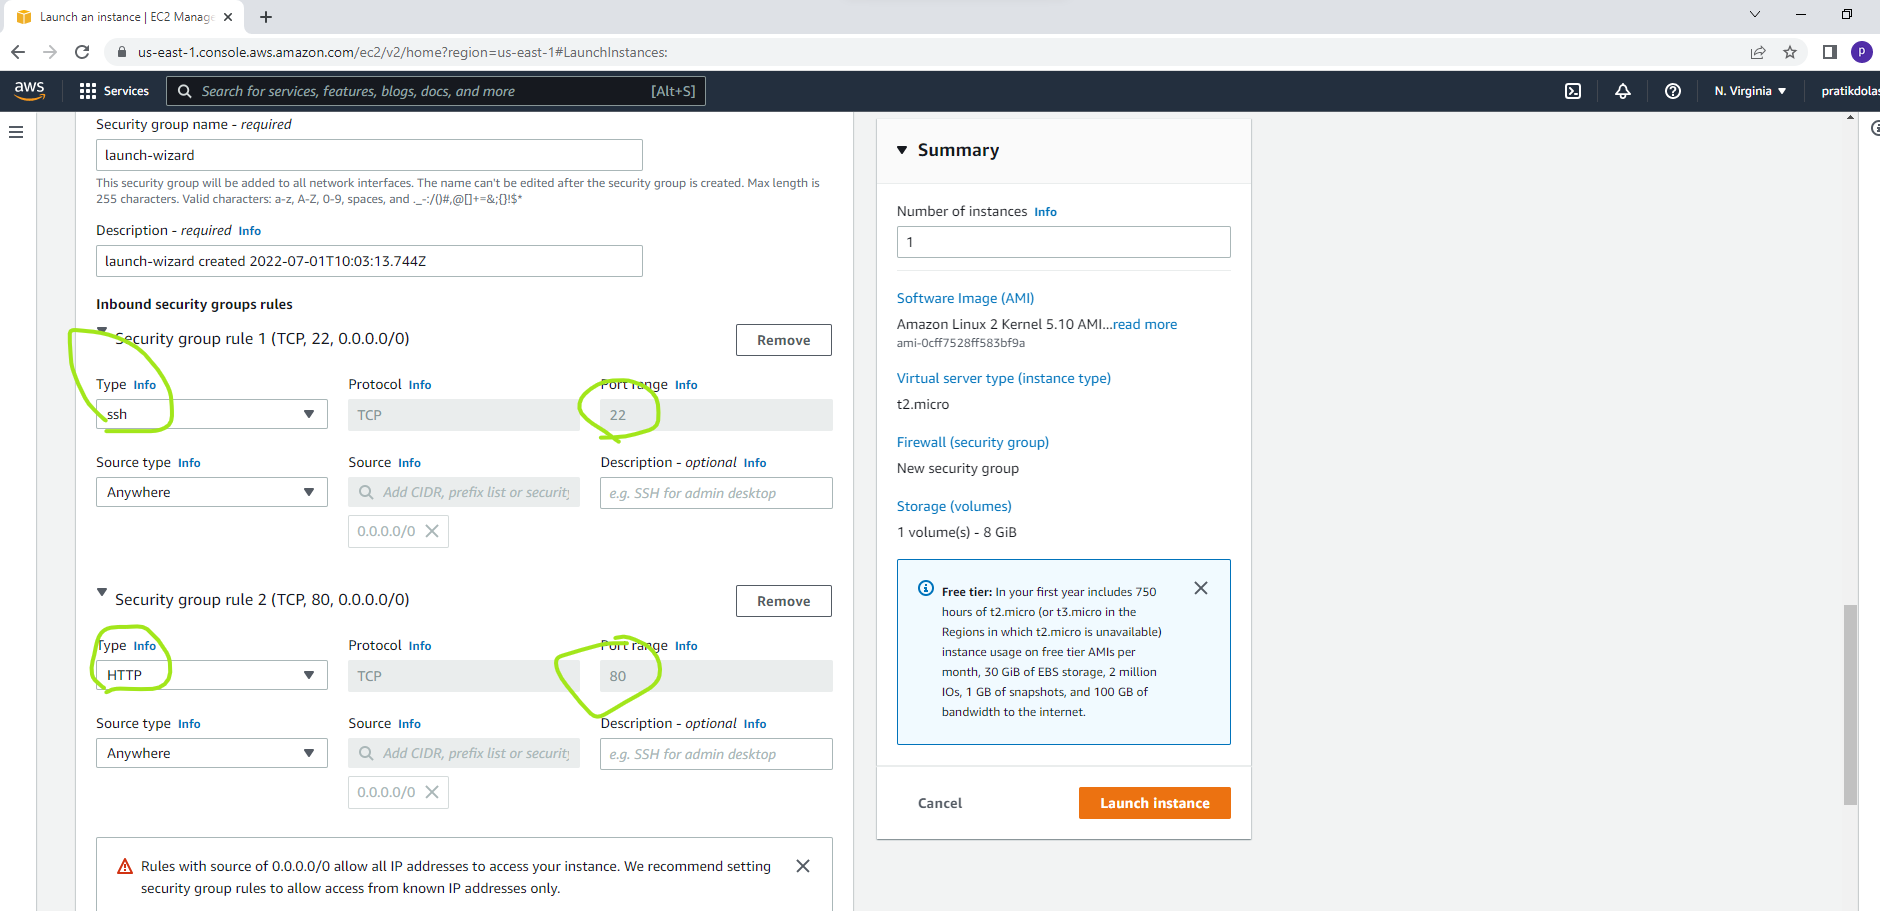 Launch an instance | EC2 Manage
us-east-1.console.aws.amazon.com/ec2/v2/home?region=us-east-1#LaunchInstances:
p
aws
Services
Search for services, features, blogs, docs, and more
[Alt+S]
N. Virginia
pratikdolas
Security group name - required
launch-wizard
This security group will be added to all network interfaces. The name can't be edited after the security group is created. Max length is
255 characters. Valid characters: a-z, A-Z, 0-9, spaces, and ._-:/()#,@[]+=&;{}!$*
Description - required Info
launch-wizard created 2022-07-01T10:03:13.744Z
Inbound security groups rules
Security group rule 1 (TCP, 22, 0.0.0.0/0)
Remove
Type Info
Protocol Info
Port range Info
ssh
TCP
22
Source type Info
Source Info
Description - optional Info
Anywhere
Add CIDR, prefix list or security
e.g. SSH for admin desktop
0.0.0.0/0
Security group rule 2 (TCP, 80, 0.0.0.0/0)
Remove
Type Info
Protocol Info
Port range Info
HTTP
TCP
80
Source type Info
Source Info
Description - optional Info
Anywhere
Add CIDR, prefix list or security
e.g. SSH for admin desktop
0.0.0.0/0
Rules with source of 0.0.0.0/0 allow all IP addresses to access your instance. We recommend setting
security group rules to allow access from known IP addresses only.
Summary
Number of instances Info
1
Software Image (AMI)
Amazon Linux 2 Kernel 5.10 AMI...read more
ami-0cff7528ff583bf9a
Virtual server type (instance type)
t2.micro
Firewall (security group)
New security group
Storage (volumes)
1 volume(s) - 8 GiB
Free tier: In your first year includes 750
hours of t2.micro (or t3.micro in the
Regions in which t2.micro is unavailable)
instance usage on free tier AMIs per
month, 30 GiB of EBS storage, 2 million
IOs, 1 GB of snapshots, and 100 GB of
bandwidth to the internet.
Cancel
Launch instance